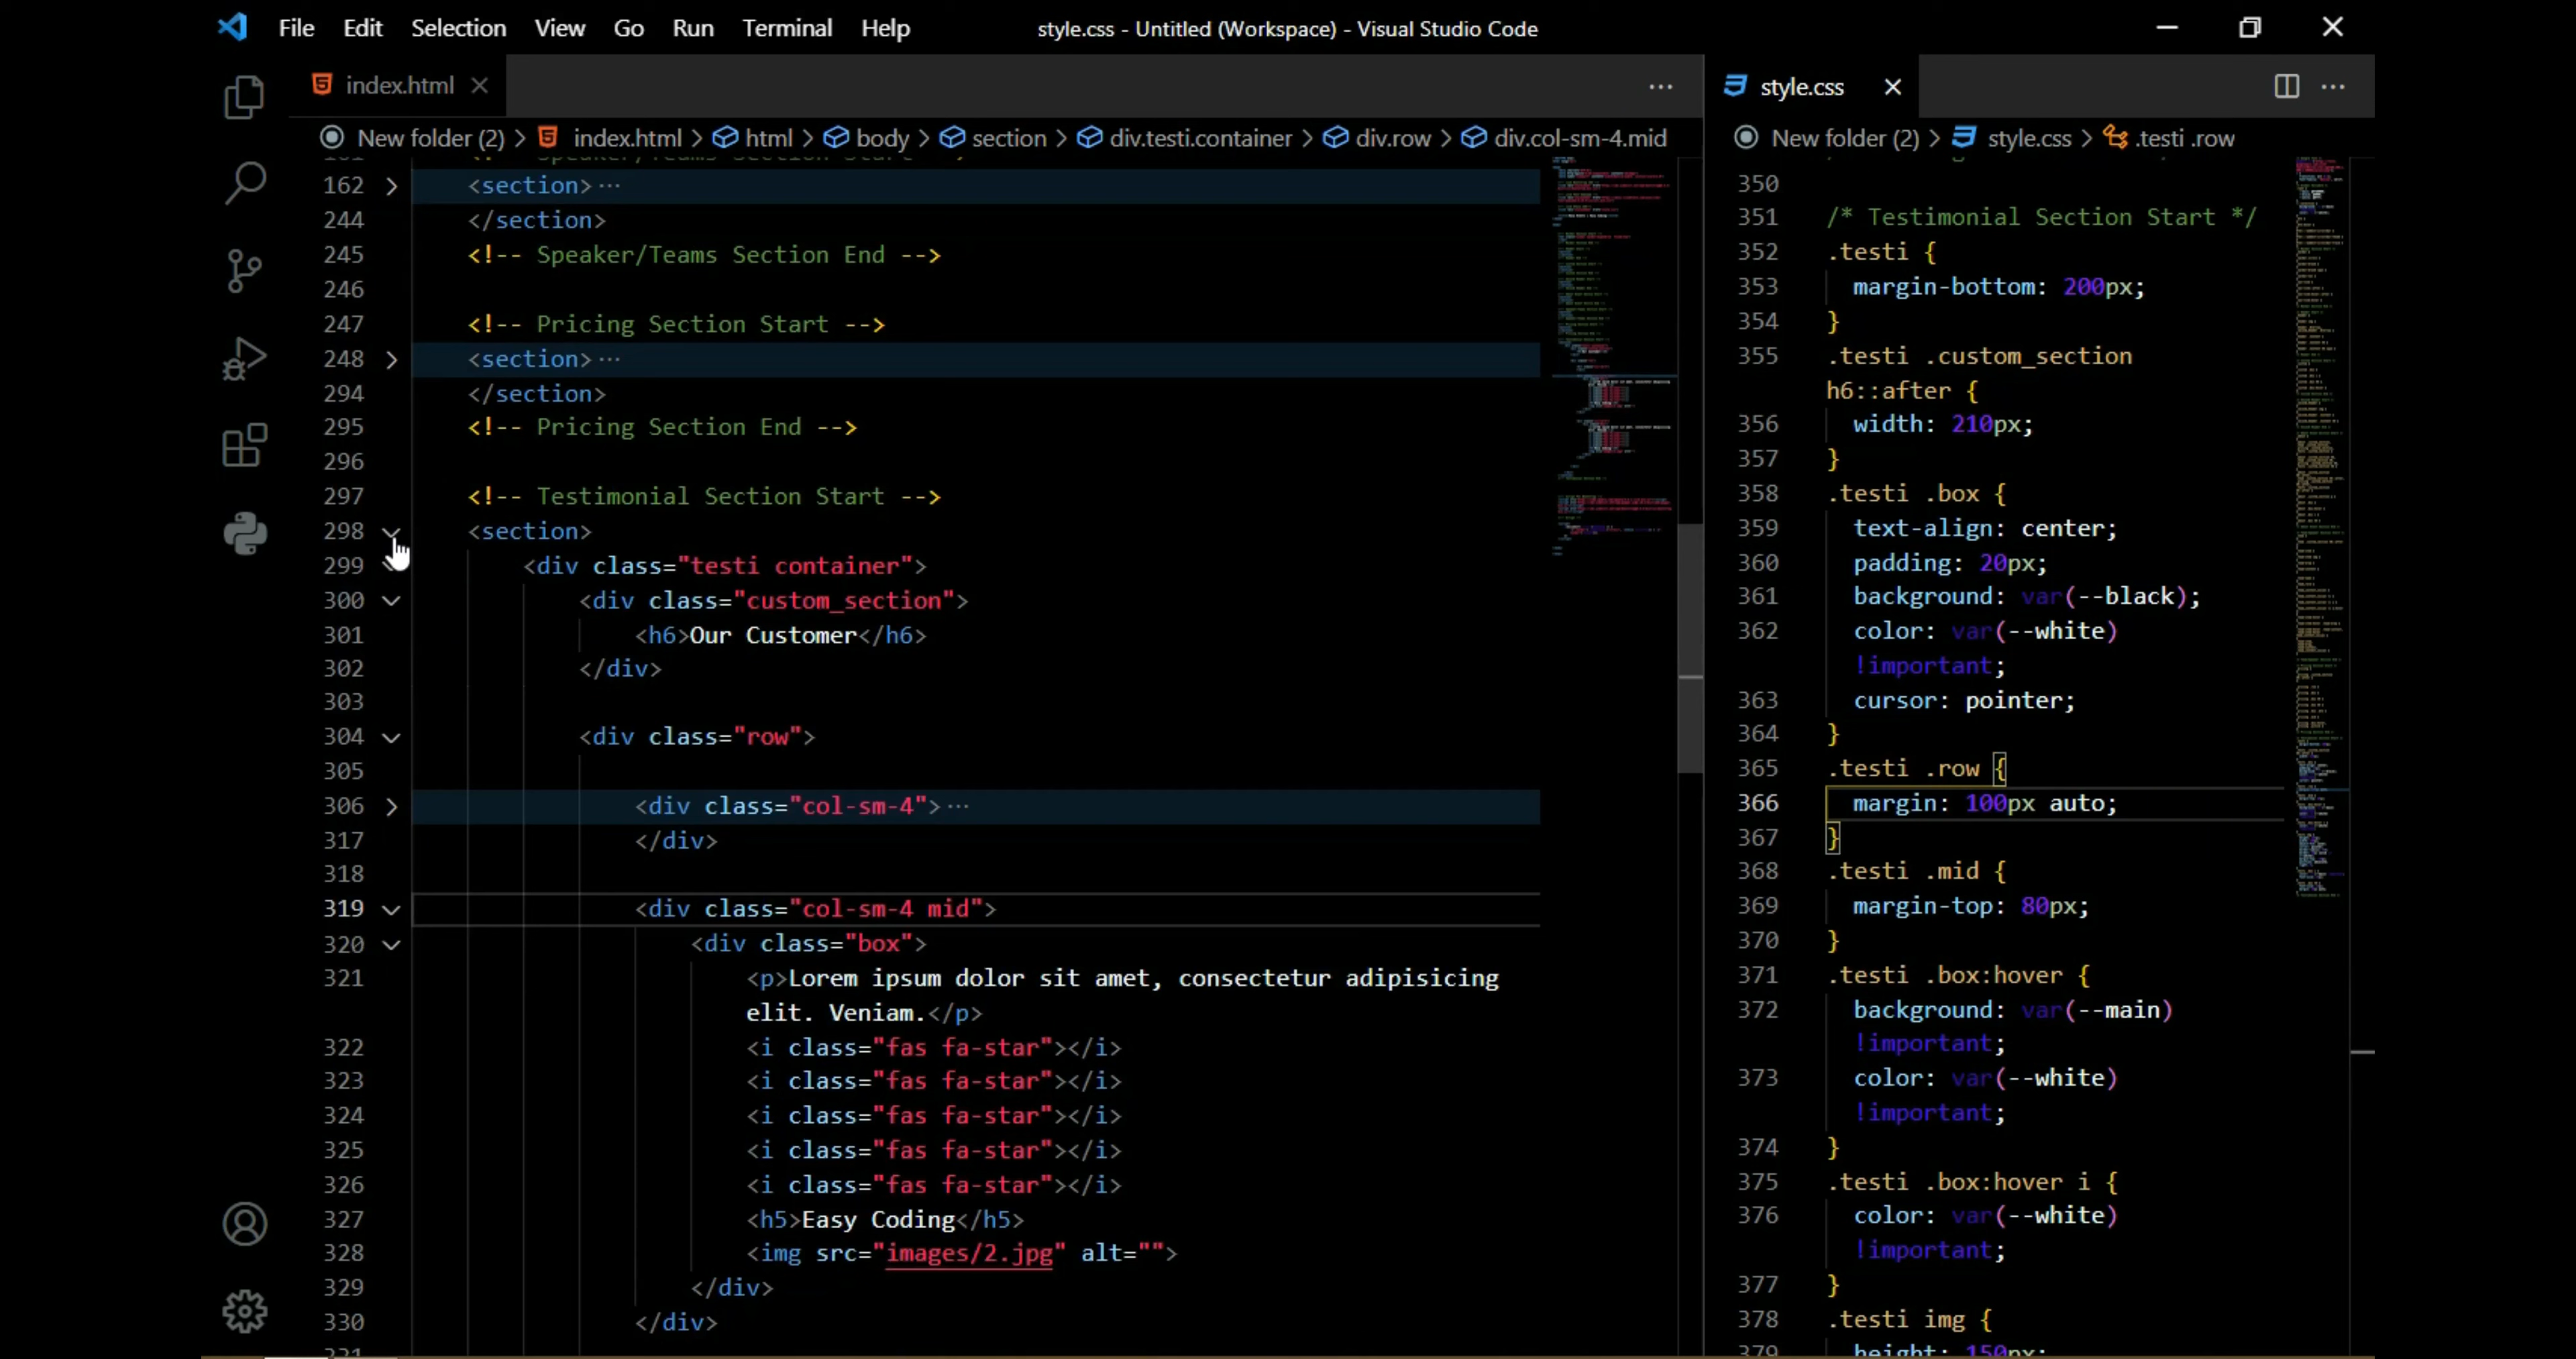 File Edit Selection View Go Run Terminal Help
style.css - Untitled (Workspace) - Visual Studio Code
index.html
New folder (2) > index.html > html > body > section > div.testi.container > div.row > div.col-sm-4.mid
162 <section>···
244 </section>
245 <!-- Speaker/Teams Section End -->
246
247 <!-- Pricing Section Start -->
248 <section>···
294 </section>
295 <!-- Pricing Section End -->
296
297 <!-- Testimonial Section Start -->
298 <section>
299 <div class="testi container">
300 <div class="custom_section">
301 <h6>Our Customer</h6>
302 </div>
303
304 <div class="row">
305
306 <div class="col-sm-4">···
317 </div>
318
319 <div class="col-sm-4 mid">
320 <div class="box">
321 <p>Lorem ipsum dolor sit amet, consectetur adipisicing
elit. Veniam.</p>
322 <i class="fas fa-star"></i>
323 <i class="fas fa-star"></i>
324 <i class="fas fa-star"></i>
325 <i class="fas fa-star"></i>
326 <i class="fas fa-star"></i>
327 <h5>Easy Coding</h5>
328 <img src="images/2.jpg" alt="">
329 </div>
330 </div>
style.css
New folder (2) > style.css > .testi .row
350
351 /* Testimonial Section Start */
352 .testi {
353 margin-bottom: 200px;
354 }
355 .testi .custom_section
h6::after {
356 width: 210px;
357 }
358 .testi .box {
359 text-align: center;
360 padding: 20px;
361 background: var(--black);
362 color: var(--white)
!important;
363 cursor: pointer;
364 }
365 .testi .row {
366 margin: 100px auto;
367 }
368 .testi .mid {
369 margin-top: 80px;
370 }
371 .testi .box:hover {
372 background: var(--main)
!important;
373 color: var(--white)
!important;
374 }
375 .testi .box:hover i {
376 color: var(--white)
!important;
377 }
378 .testi img {
379 height: 150px;